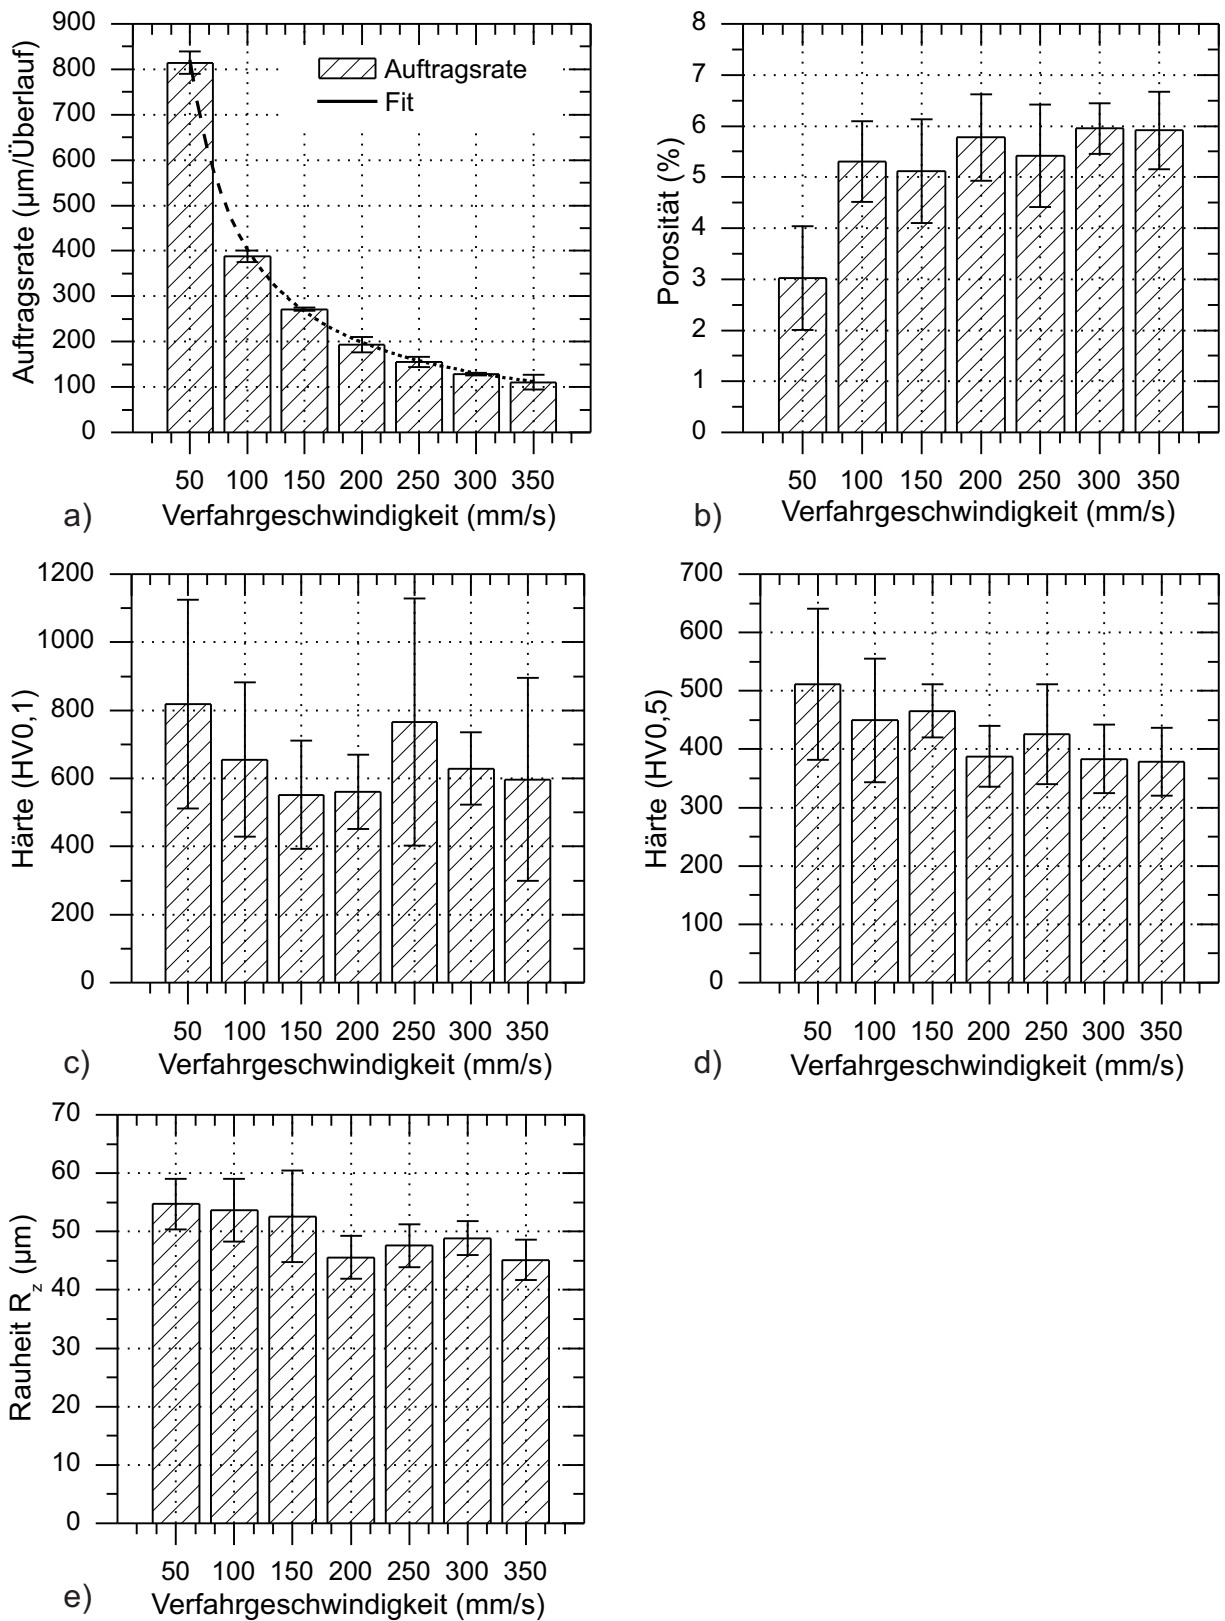 900
800
700
600
500
400
300
200
100
0
Auftragsrate (µm/Überlauf)
Auftragsrate
Fit
50 100 150 200 250 300 350
a) Verfahrgeschwindigkeit (mm/s)
8
7
6
5
4
3
2
1
0
Porosität (%)
50 100 150 200 250 300 350
b) Verfahrgeschwindigkeit (mm/s)
1200
1000
800
600
400
200
0
Härte (HV0,1)
50 100 150 200 250 300 350
c) Verfahrgeschwindigkeit (mm/s)
700
600
500
400
300
200
100
0
Härte (HV0,5)
50 100 150 200 250 300 350
d) Verfahrgeschwindigkeit (mm/s)
70
60
50
40
30
20
10
0
Rauheit Rz (µm)
50 100 150 200 250 300 350
e) Verfahrgeschwindigkeit (mm/s)